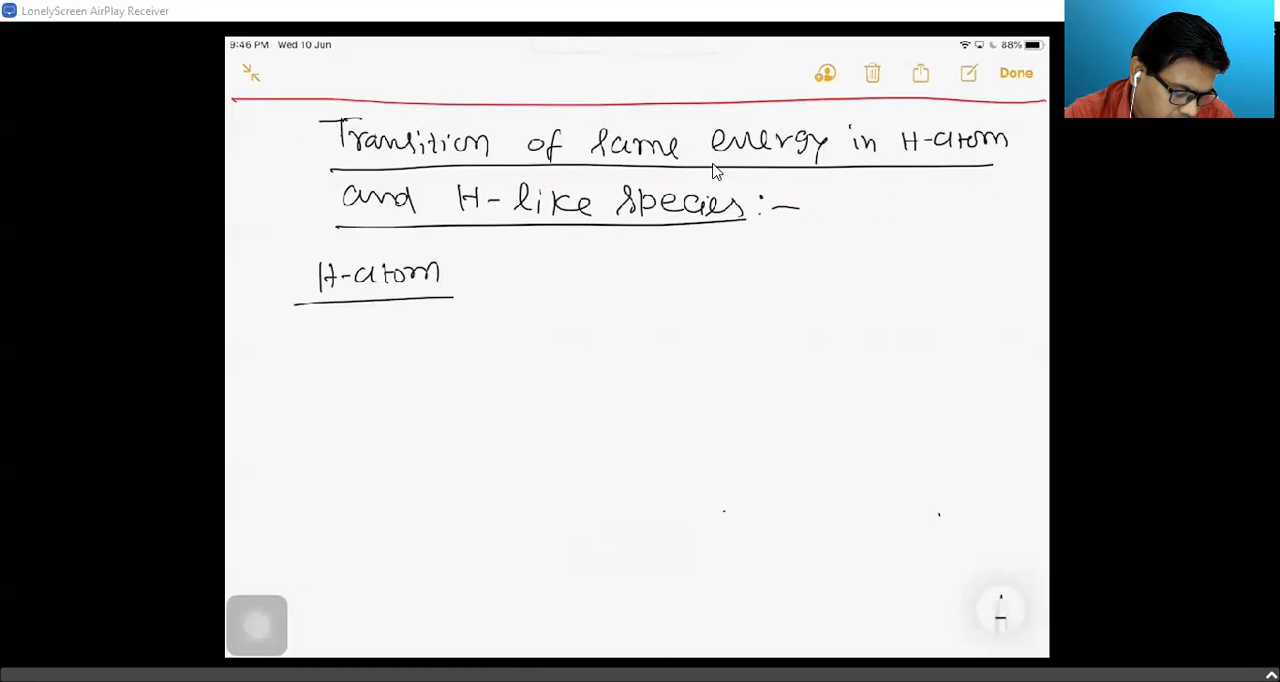 LonelyScreen AirPlay Receiver
9:46 PM Wed 10 Jun
88%
Done
Transition of same energy in H-atom
and H-like species:-
H-atom